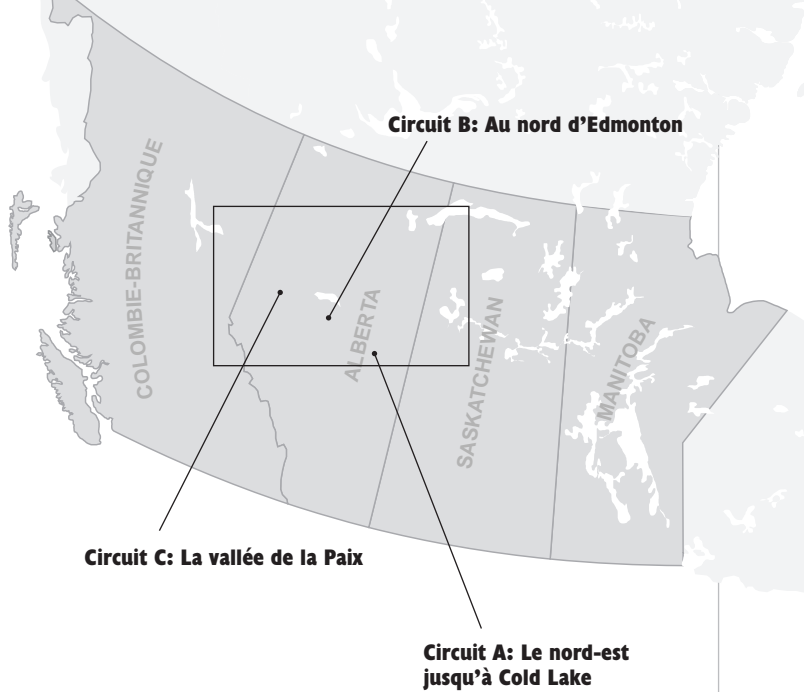 Circuit B: Au nord d’Edmonton
COLOMBIE-BRITANNIQUE
ALBERTA
SASKATCHEWAN
MANITOBA
Circuit C: La vallée de la Paix
Circuit A: Le nord-est
jusqu’à Cold Lake